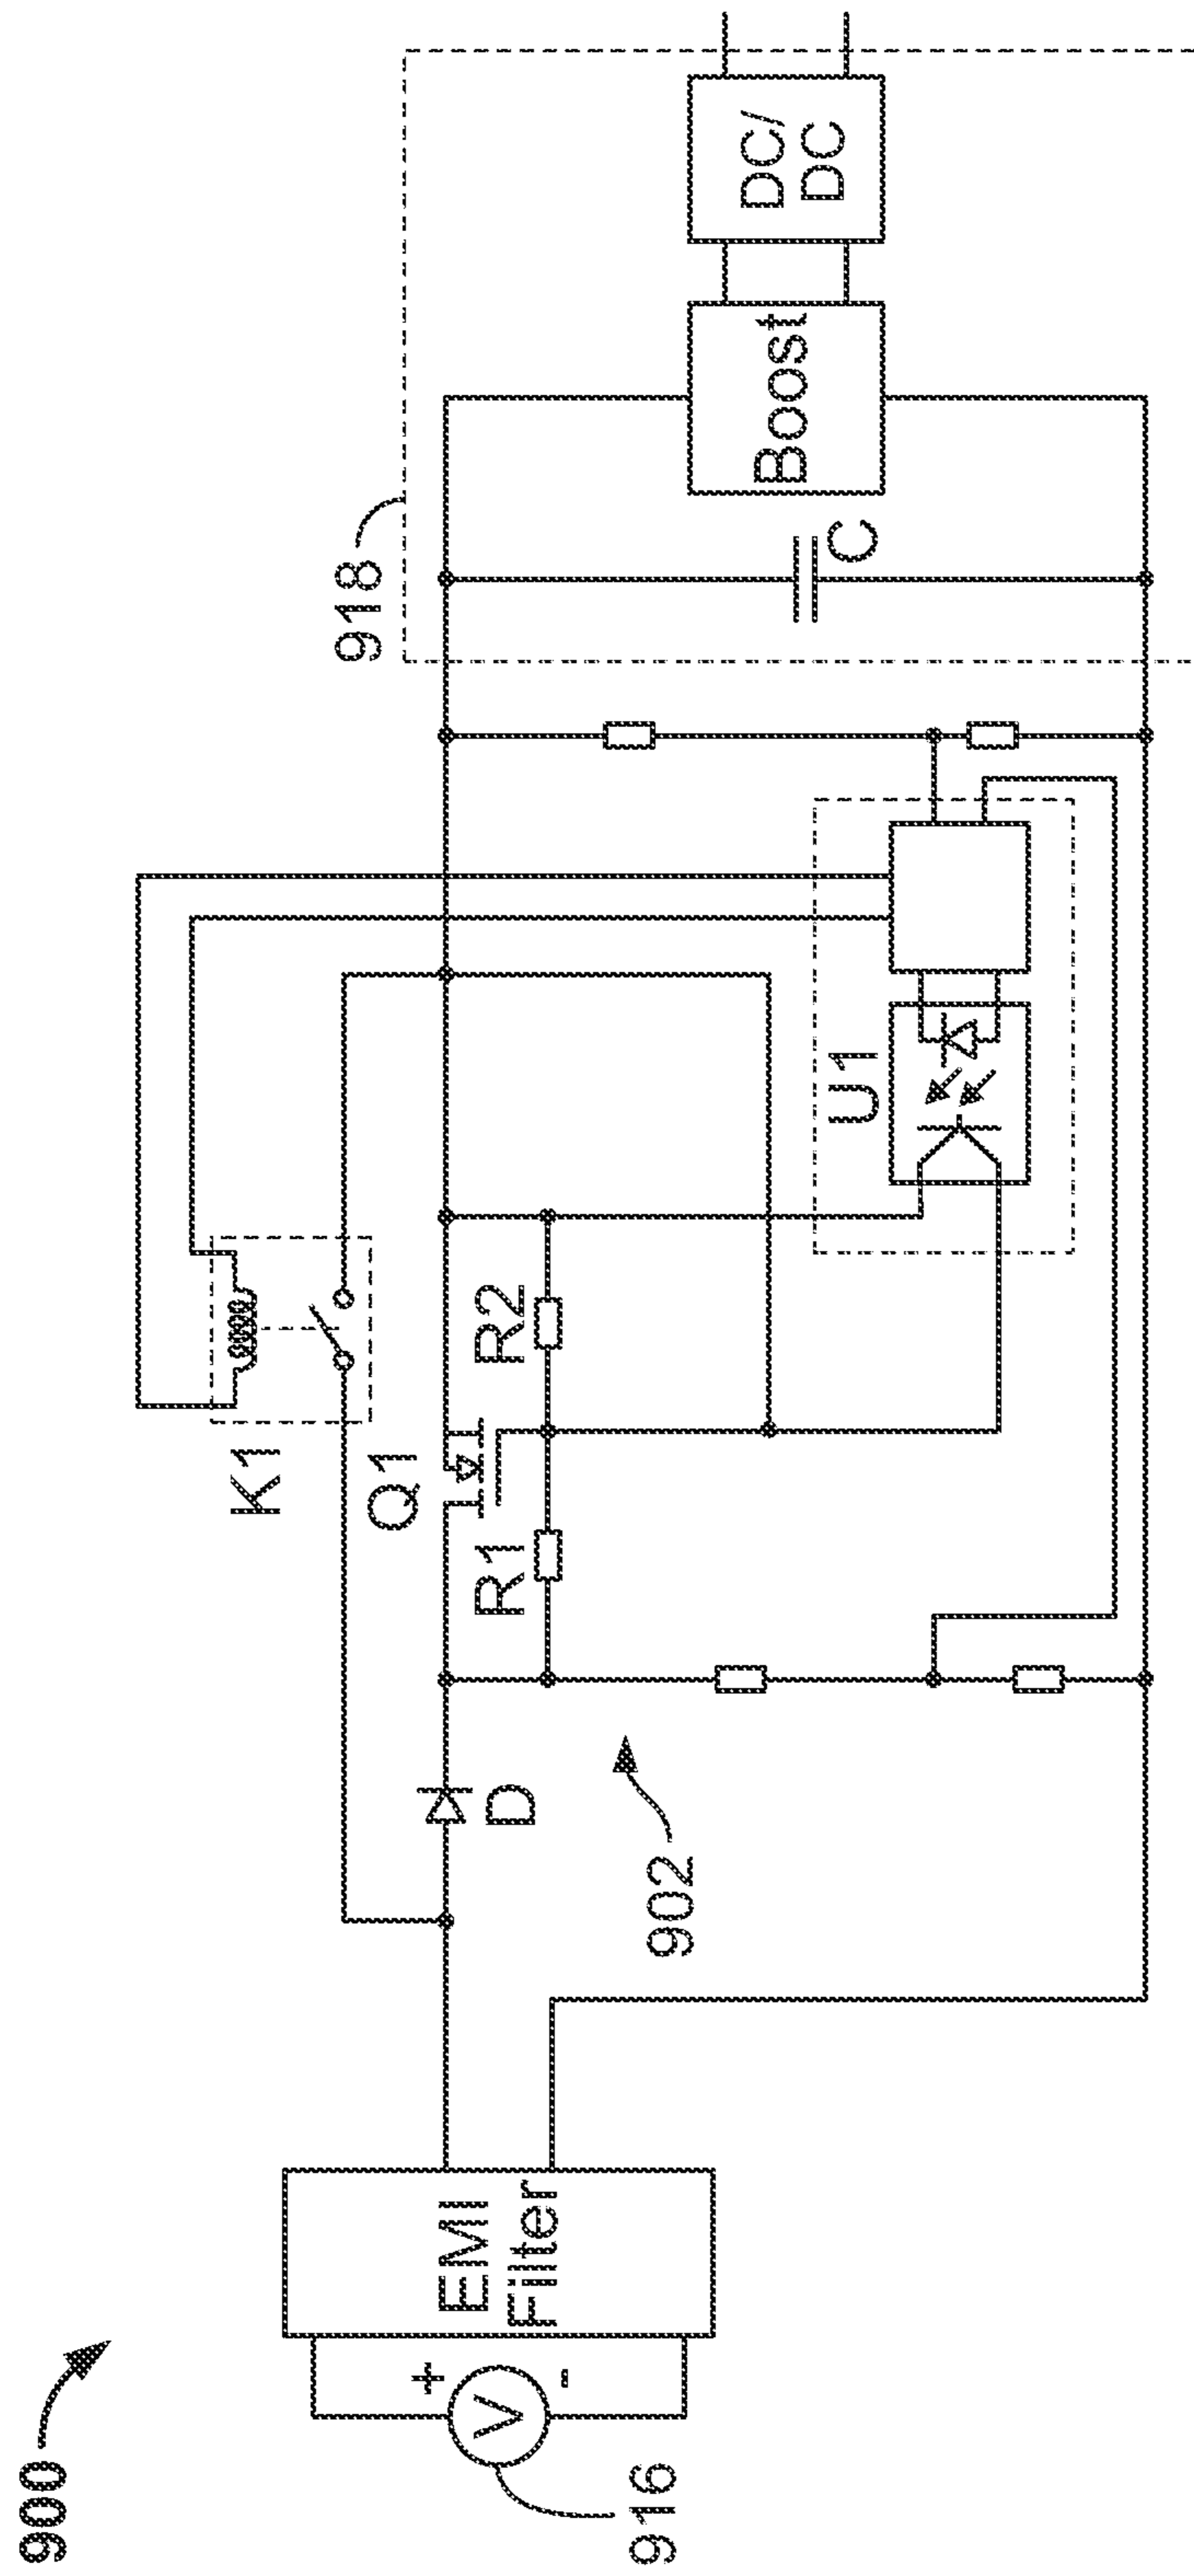 900
916
V
+
-
EMI
Filter
902
D
K1
Q1
R1
R2
U1
918
C
Boost
DC/
DC